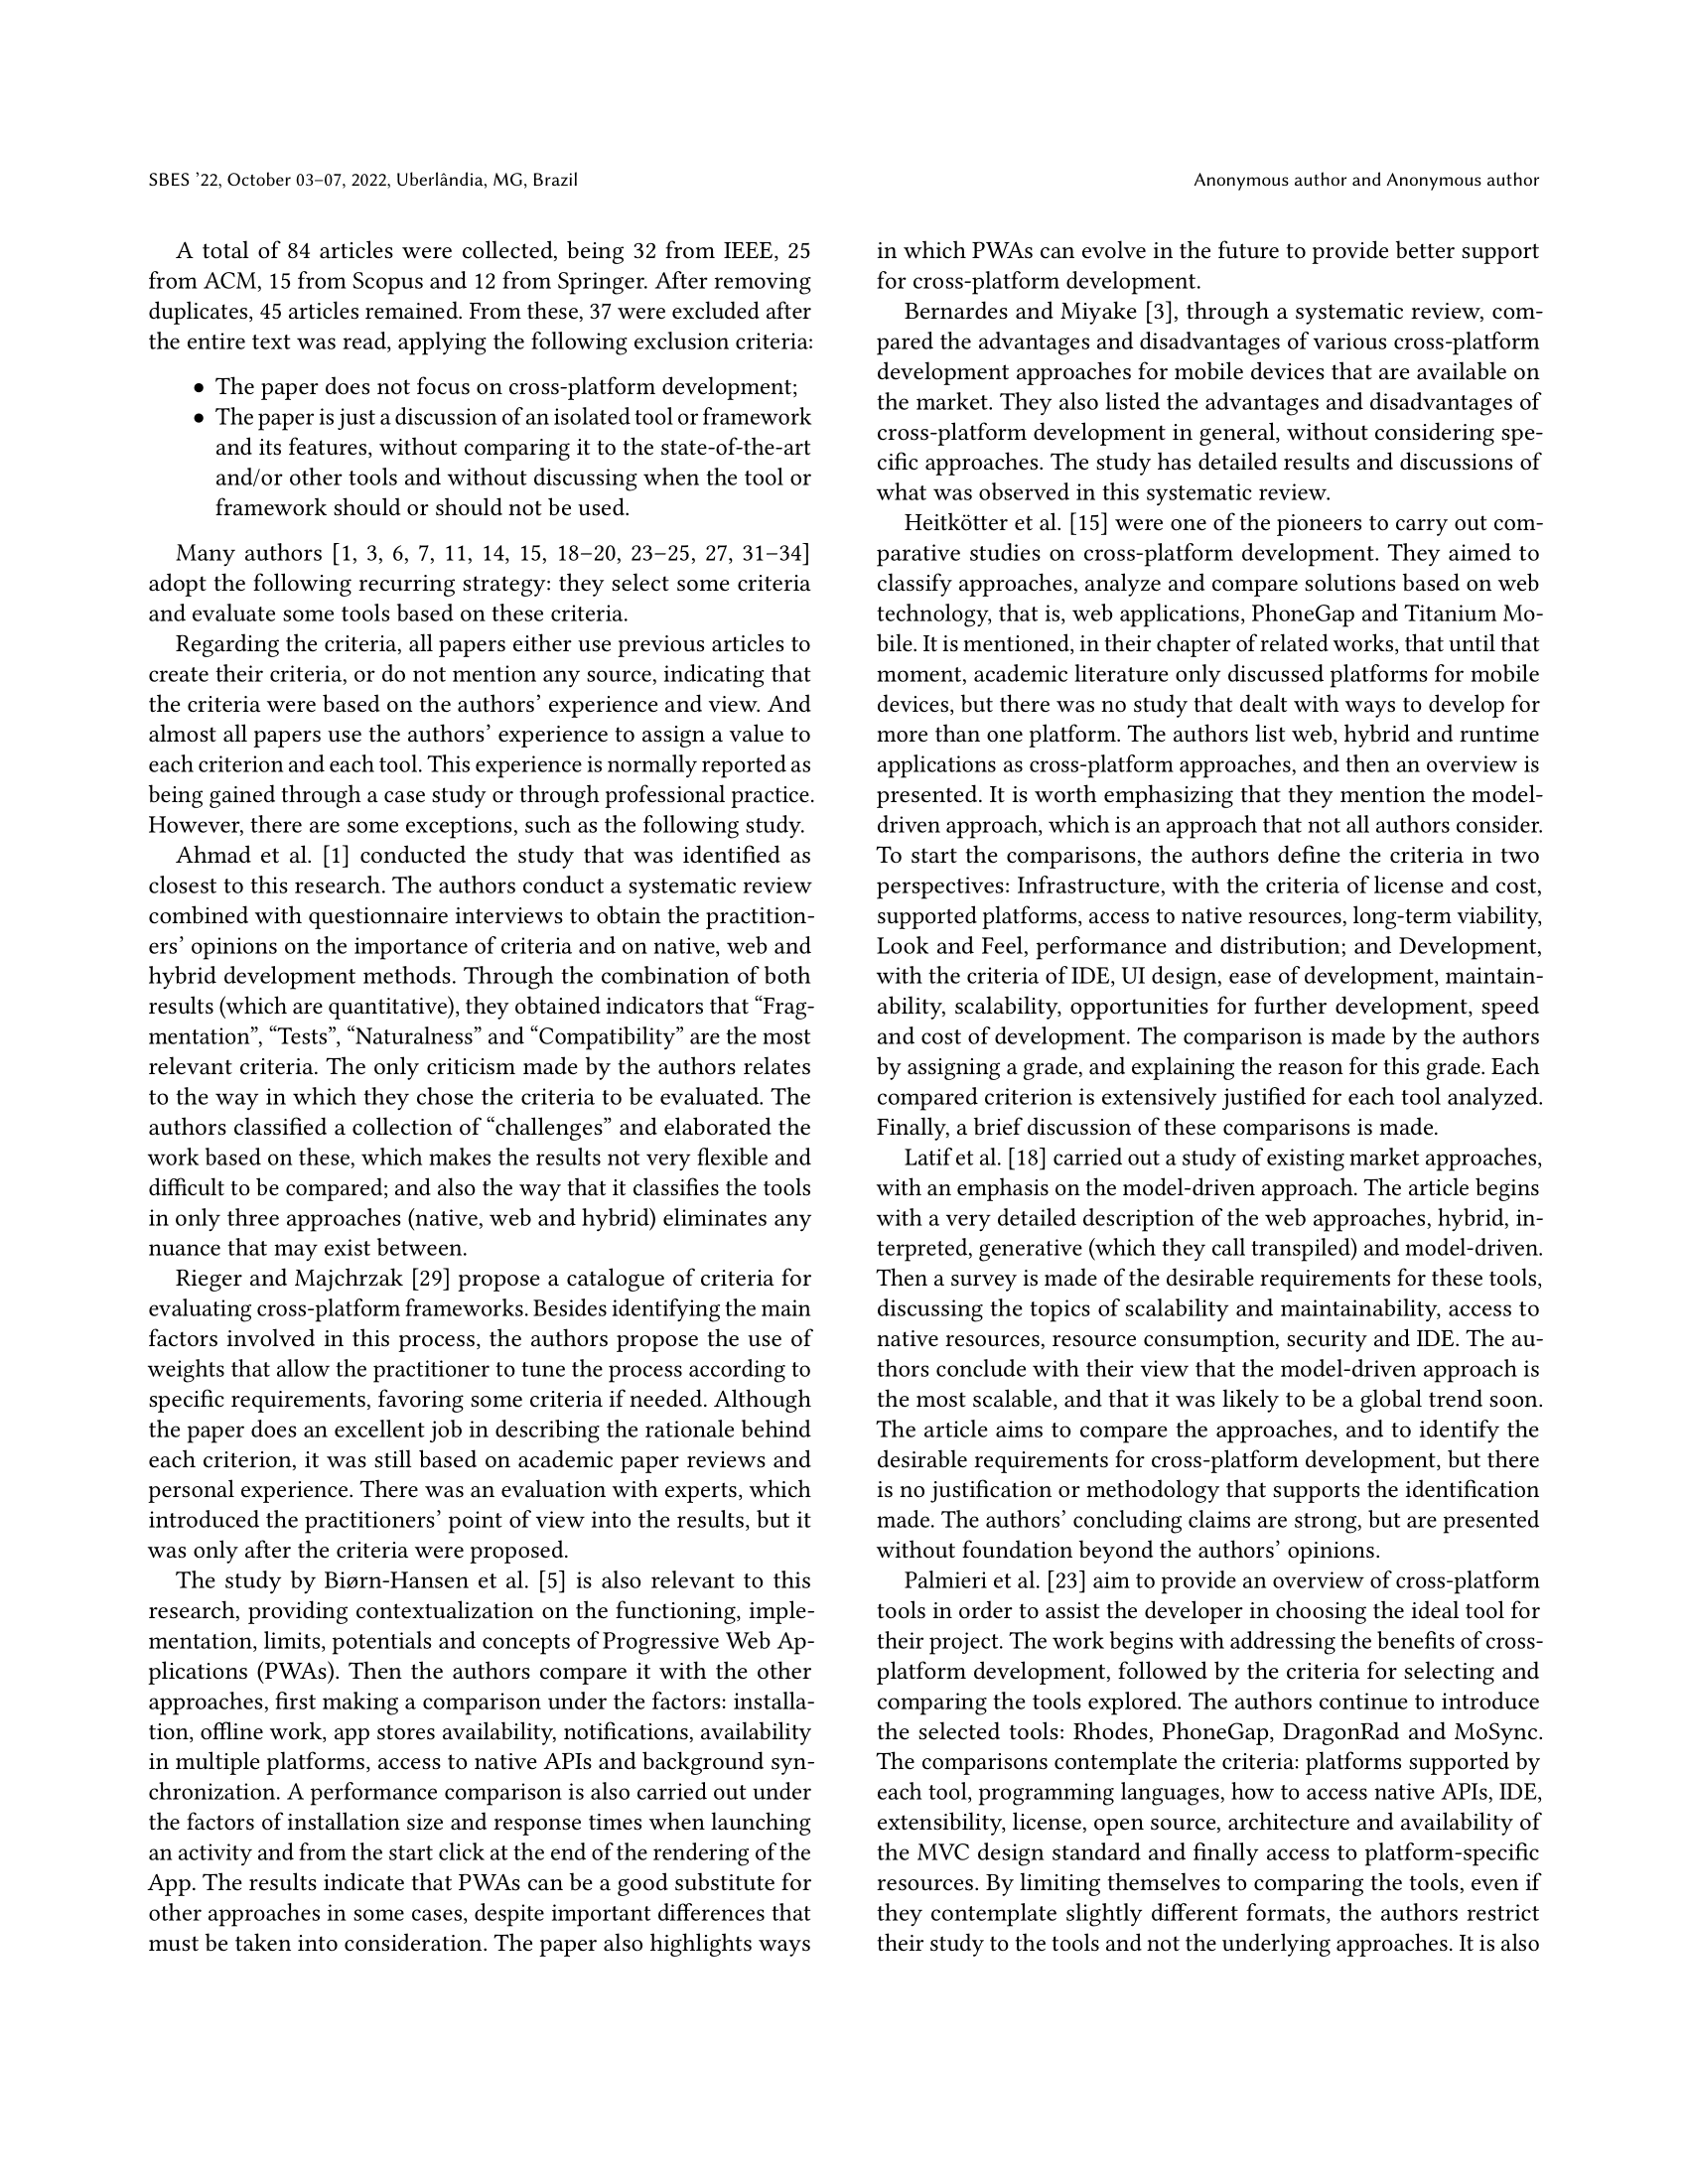 SBES ’22, October 03–07, 2022, Uberlândia, MG, Brazil
Anonymous author and Anonymous author
A total of 84 articles were collected, being 32 from IEEE, 25
from ACM, 15 from Scopus and 12 from Springer. After removing
duplicates, 45 articles remained. From these, 37 were excluded after
the entire text was read, applying the following exclusion criteria:
• The paper does not focus on cross-platform development;
• The paper is just a discussion of an isolated tool or framework
and its features, without comparing it to the state-of-the-art
and/or other tools and without discussing when the tool or
framework should or should not be used.
Many authors [1, 3, 6, 7, 11, 14, 15, 18–20, 23–25, 27, 31–34]
adopt the following recurring strategy: they select some criteria
and evaluate some tools based on these criteria.
Regarding the criteria, all papers either use previous articles to
create their criteria, or do not mention any source, indicating that
the criteria were based on the authors’ experience and view. And
almost all papers use the authors’ experience to assign a value to
each criterion and each tool. This experience is normally reported as
being gained through a case study or through professional practice.
However, there are some exceptions, such as the following study.
Ahmad et al. [1] conducted the study that was identified as
closest to this research. The authors conduct a systematic review
combined with questionnaire interviews to obtain the practition-
ers’ opinions on the importance of criteria and on native, web and
hybrid development methods. Through the combination of both
results (which are quantitative), they obtained indicators that “Frag-
mentation”, “Tests”, “Naturalness” and “Compatibility” are the most
relevant criteria. The only criticism made by the authors relates
to the way in which they chose the criteria to be evaluated. The
authors classified a collection of “challenges” and elaborated the
work based on these, which makes the results not very flexible and
difficult to be compared; and also the way that it classifies the tools
in only three approaches (native, web and hybrid) eliminates any
nuance that may exist between.
Rieger and Majchrzak [29] propose a catalogue of criteria for
evaluating cross-platform frameworks. Besides identifying the main
factors involved in this process, the authors propose the use of
weights that allow the practitioner to tune the process according to
specific requirements, favoring some criteria if needed. Although
the paper does an excellent job in describing the rationale behind
each criterion, it was still based on academic paper reviews and
personal experience. There was an evaluation with experts, which
introduced the practitioners’ point of view into the results, but it
was only after the criteria were proposed.
The study by Biørn-Hansen et al. [5] is also relevant to this
research, providing contextualization on the functioning, imple-
mentation, limits, potentials and concepts of Progressive Web Ap-
plications (PWAs). Then the authors compare it with the other
approaches, first making a comparison under the factors: installa-
tion, offline work, app stores availability, notifications, availability
in multiple platforms, access to native APIs and background syn-
chronization. A performance comparison is also carried out under
the factors of installation size and response times when launching
an activity and from the start click at the end of the rendering of the
App. The results indicate that PWAs can be a good substitute for
other approaches in some cases, despite important differences that
must be taken into consideration. The paper also highlights ways
in which PWAs can evolve in the future to provide better support
for cross-platform development.
Bernardes and Miyake [3], through a systematic review, com-
pared the advantages and disadvantages of various cross-platform
development approaches for mobile devices that are available on
the market. They also listed the advantages and disadvantages of
cross-platform development in general, without considering spe-
cific approaches. The study has detailed results and discussions of
what was observed in this systematic review.
Heitkötter et al. [15] were one of the pioneers to carry out com-
parative studies on cross-platform development. They aimed to
classify approaches, analyze and compare solutions based on web
technology, that is, web applications, PhoneGap and Titanium Mo-
bile. It is mentioned, in their chapter of related works, that until that
moment, academic literature only discussed platforms for mobile
devices, but there was no study that dealt with ways to develop for
more than one platform. The authors list web, hybrid and runtime
applications as cross-platform approaches, and then an overview is
presented. It is worth emphasizing that they mention the model-
driven approach, which is an approach that not all authors consider.
To start the comparisons, the authors define the criteria in two
perspectives: Infrastructure, with the criteria of license and cost,
supported platforms, access to native resources, long-term viability,
Look and Feel, performance and distribution; and Development,
with the criteria of IDE, UI design, ease of development, maintain-
ability, scalability, opportunities for further development, speed
and cost of development. The comparison is made by the authors
by assigning a grade, and explaining the reason for this grade. Each
compared criterion is extensively justified for each tool analyzed.
Finally, a brief discussion of these comparisons is made.
Latif et al. [18] carried out a study of existing market approaches,
with an emphasis on the model-driven approach. The article begins
with a very detailed description of the web approaches, hybrid, in-
terpreted, generative (which they call transpiled) and model-driven.
Then a survey is made of the desirable requirements for these tools,
discussing the topics of scalability and maintainability, access to
native resources, resource consumption, security and IDE. The au-
thors conclude with their view that the model-driven approach is
the most scalable, and that it was likely to be a global trend soon.
The article aims to compare the approaches, and to identify the
desirable requirements for cross-platform development, but there
is no justification or methodology that supports the identification
made. The authors’ concluding claims are strong, but are presented
without foundation beyond the authors’ opinions.
Palmieri et al. [23] aim to provide an overview of cross-platform
tools in order to assist the developer in choosing the ideal tool for
their project. The work begins with addressing the benefits of cross-
platform development, followed by the criteria for selecting and
comparing the tools explored. The authors continue to introduce
the selected tools: Rhodes, PhoneGap, DragonRad and MoSync.
The comparisons contemplate the criteria: platforms supported by
each tool, programming languages, how to access native APIs, IDE,
extensibility, license, open source, architecture and availability of
the MVC design standard and finally access to platform-specific
resources. By limiting themselves to comparing the tools, even if
they contemplate slightly different formats, the authors restrict
their study to the tools and not the underlying approaches. It is also